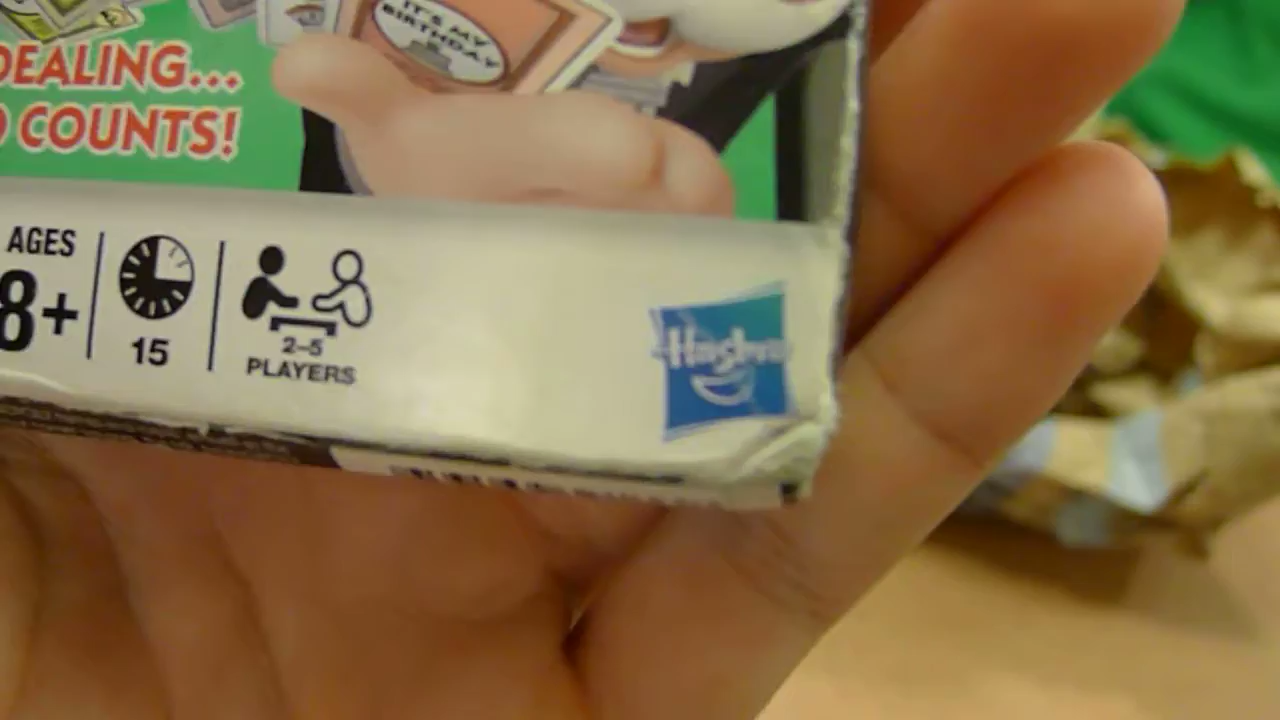 IT'S MY
BIRTHDAY
DEALING...
COUNTS!
AGES
8+
15
2-5
PLAYERS
Hasbro